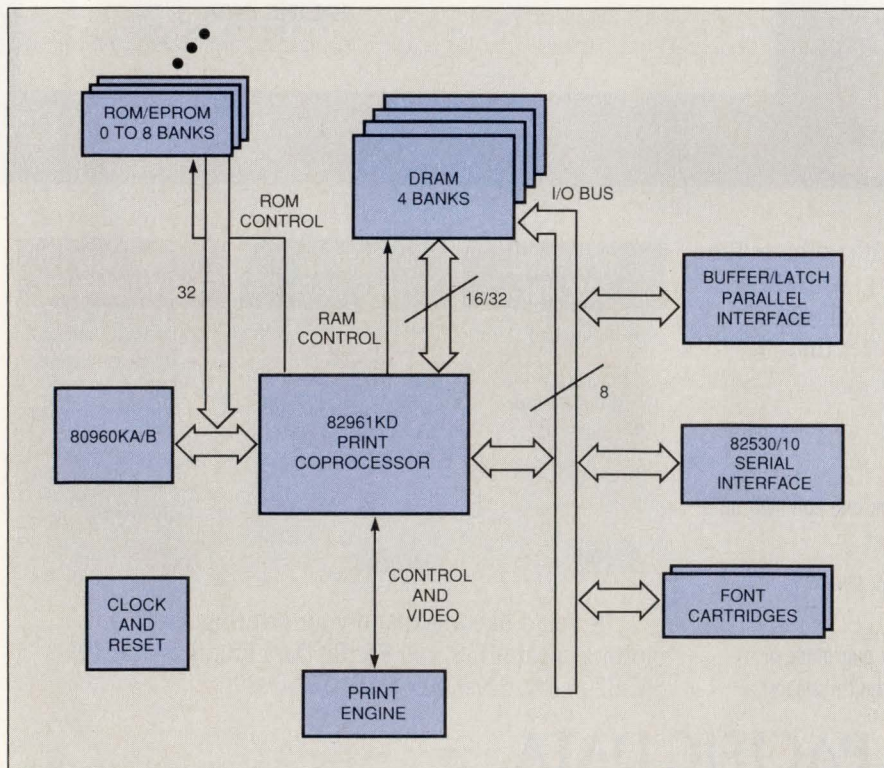 ROM/EPROM
0 TO 8 BANKS
DRAM
4 BANKS
I/O BUS
ROM
CONTROL
BUFFER/LATCH
PARALLEL
INTERFACE
32
16/32
RAM
CONTROL
8
80960KA/B
82961KD
PRINT
COPROCESSOR
82530/10
SERIAL
INTERFACE
CONTROL
AND
VIDEO
FONT
CARTRIDGES
CLOCK
AND
RESET
PRINT
ENGINE